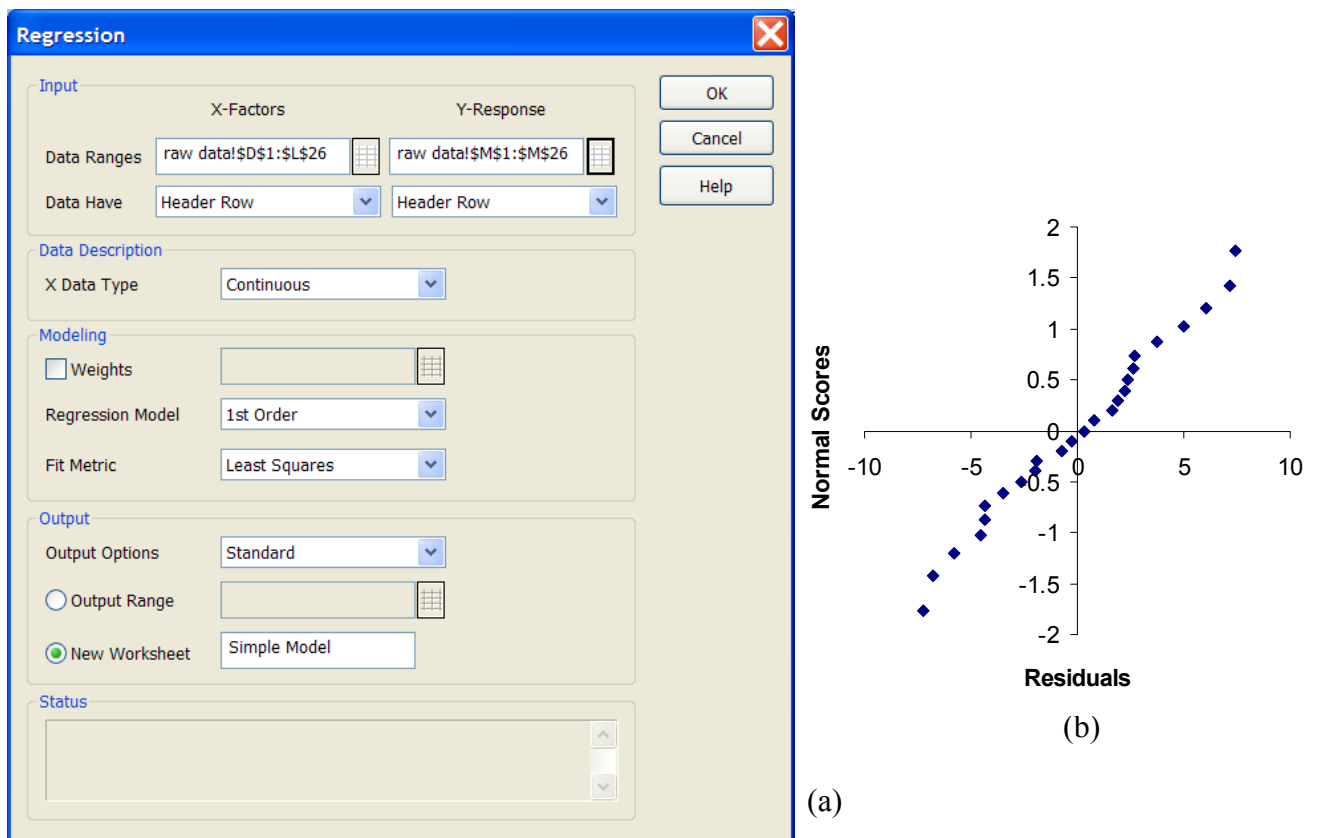 Regression
Input
X-Factors Y-Response
Data Ranges raw data!$D$1:$L$26 raw data!$M$1:$M$26
Data Have Header Row Header Row
Data Description
X Data Type Continuous
Modeling
Weights
Regression Model 1st Order
Fit Metric Least Squares
Output
Output Options Standard
Output Range
New Worksheet Simple Model
Status
OK
Cancel
Help
(a)
Normal Scores
2
1.5
1
0.5
0
-0.5
-1
-1.5
-2
-10 -5 0 5 10
Residuals
(b)